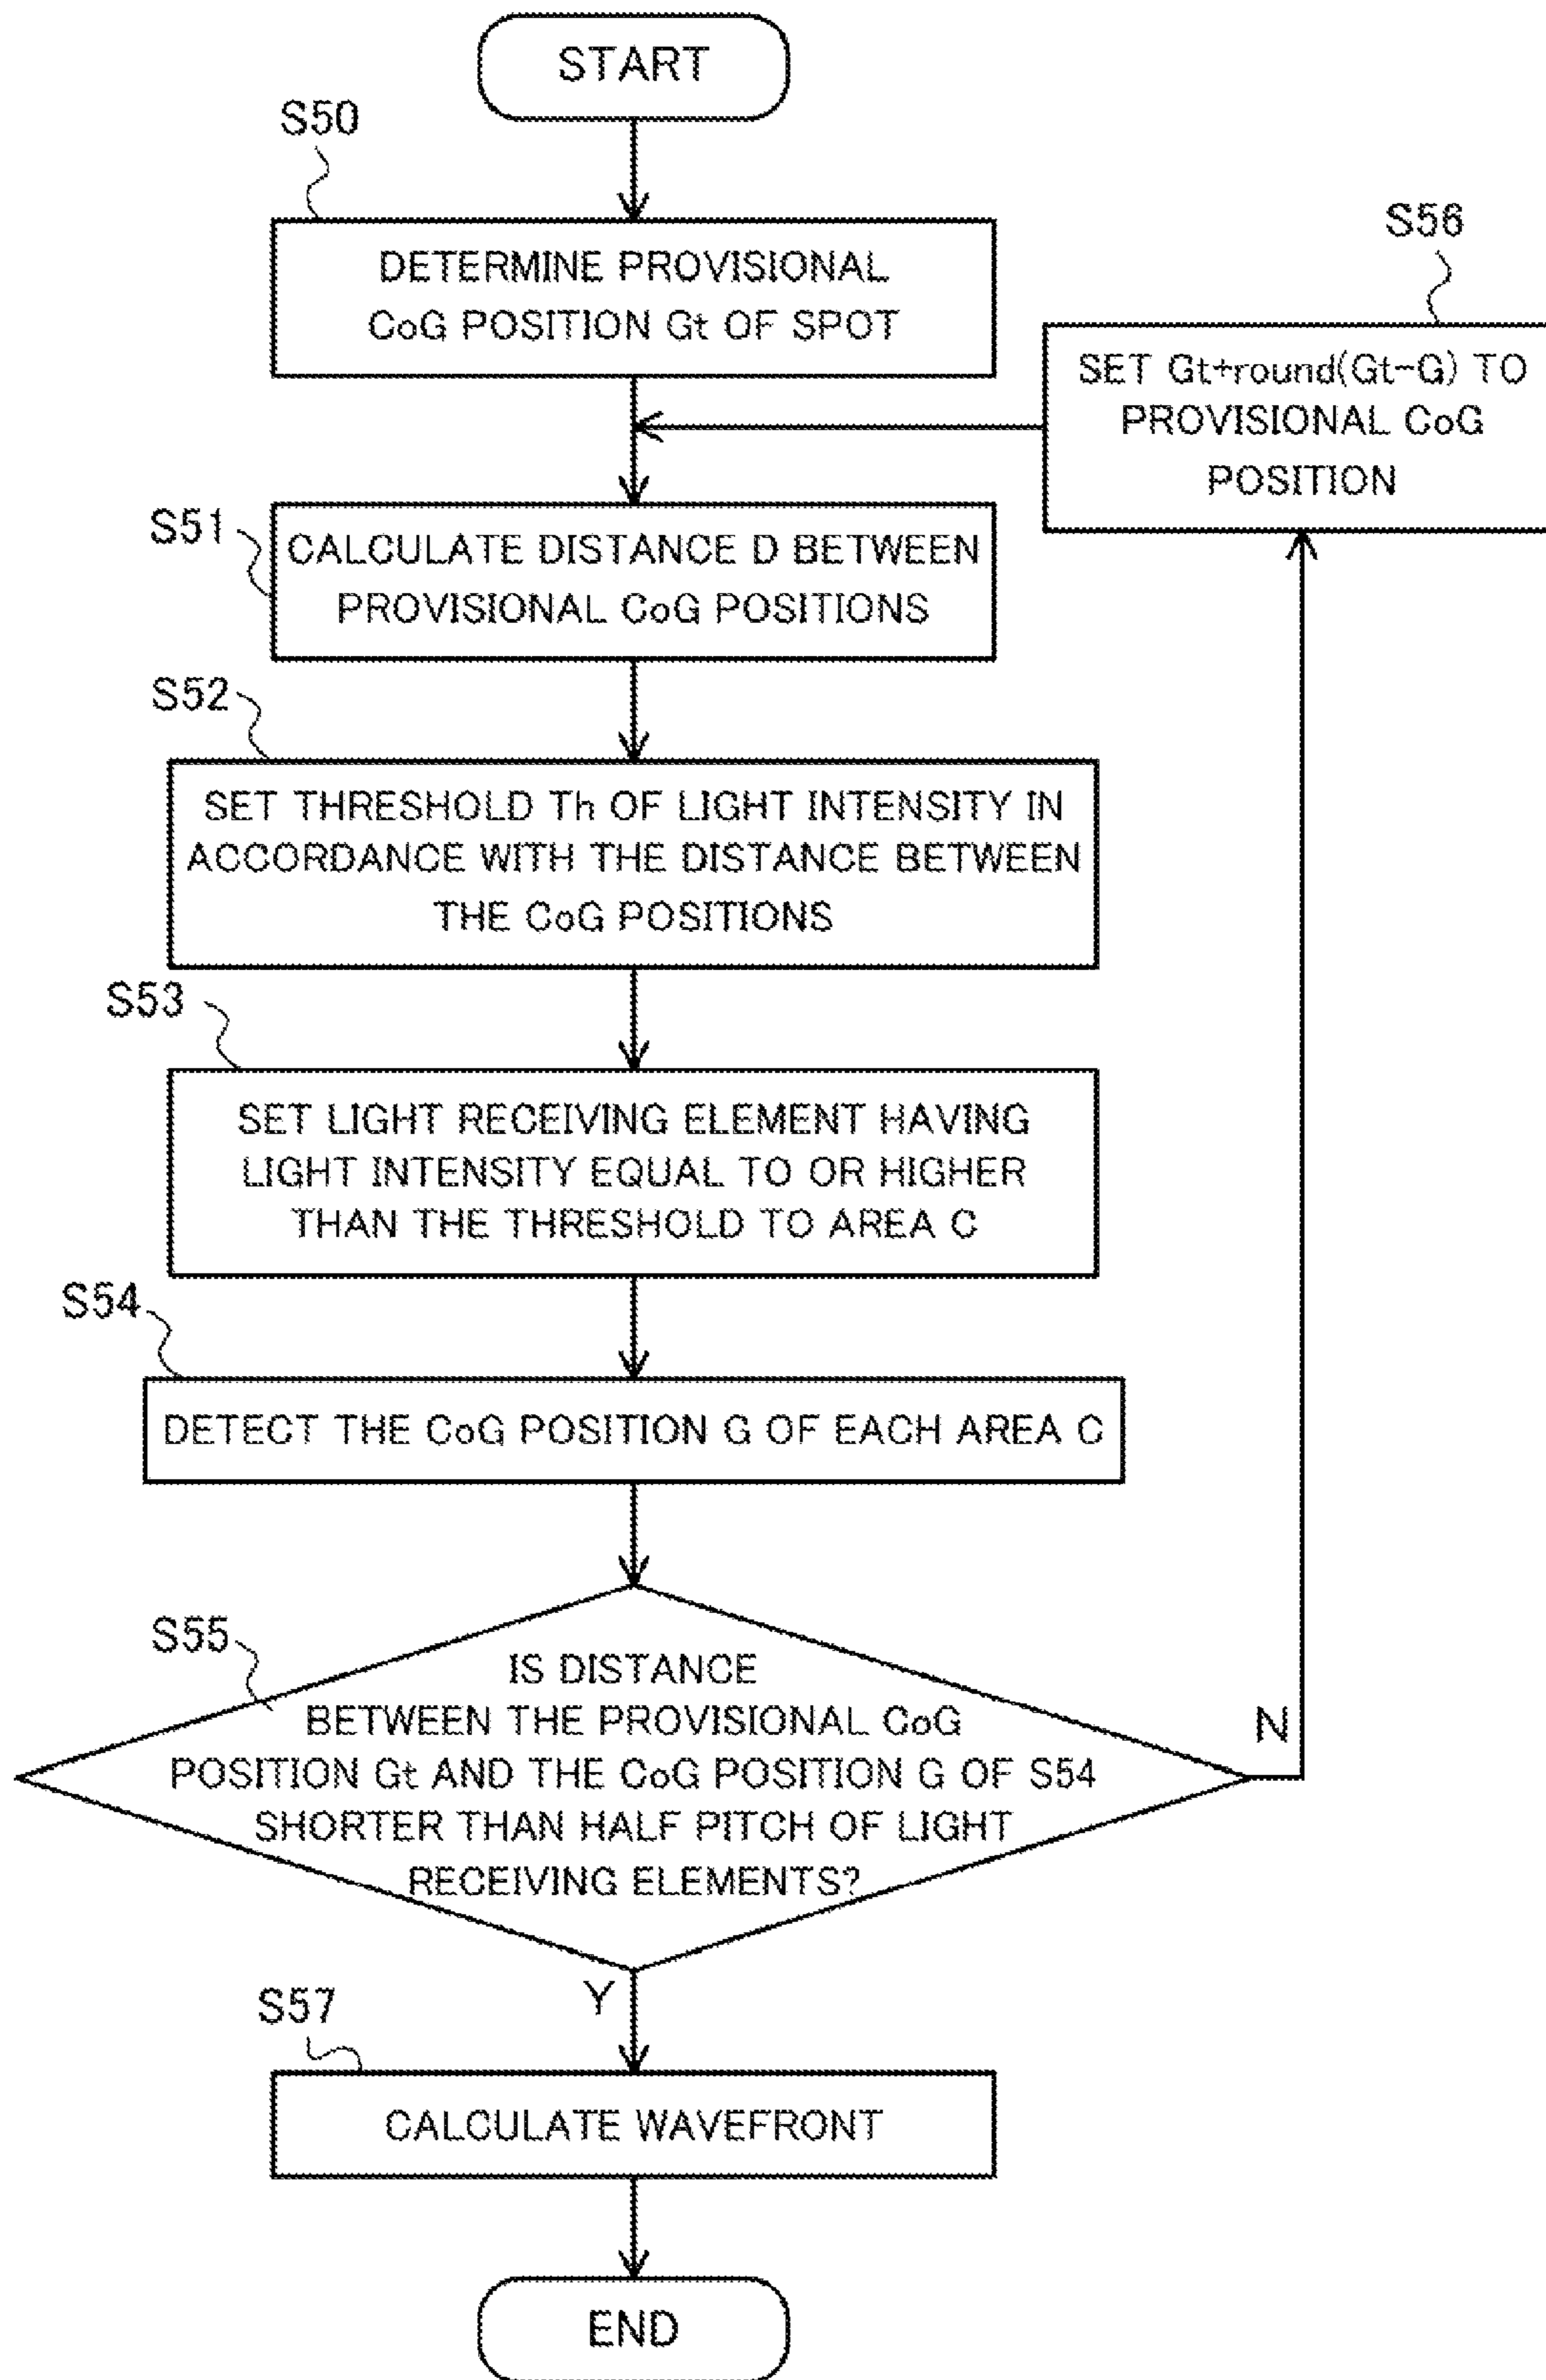 START
S50
DETERMINE PROVISIONAL
CoG POSITION Gt OF SPOT
S56
SET Gt+round(Gt-G) TO
PROVISIONAL CoG
POSITION
S51
CALCULATE DISTANCE D BETWEEN
PROVISIONAL CoG POSITIONS
S52
SET THRESHOLD Th OF LIGHT INTENSITY IN
ACCORDANCE WITH THE DISTANCE BETWEEN
THE CoG POSITIONS
S53
SET LIGHT RECEIVING ELEMENT HAVING
LIGHT INTENSITY EQUAL TO OR HIGHER
THAN THE THRESHOLD TO AREA C
S54
DETECT THE CoG POSITION G OF EACH AREA C
S55
IS DISTANCE
BETWEEN THE PROVISIONAL CoG
POSITION Gt AND THE CoG POSITION G OF S54
SHORTER THAN HALF PITCH OF LIGHT
RECEIVING ELEMENTS?
N
Y
S57
CALCULATE WAVEFRONT
END